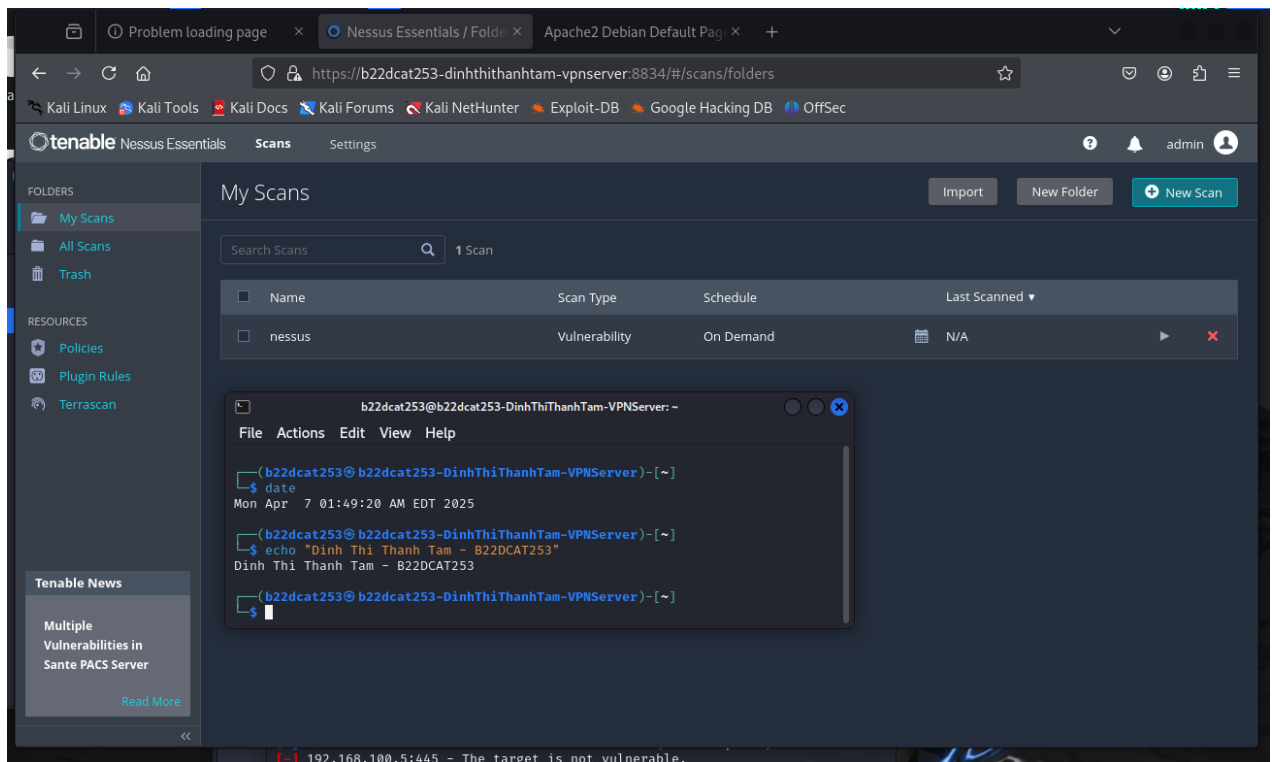 Problem loading page
Nessus Essentials / Folde
Apache2 Debian Default Pag
https://b22dcat253-dinhthithanhtam-vpnserver:8834/#/scans/folders
Kali Linux Kali Tools Kali Docs Kali Forums Kali NetHunter Exploit-DB Google Hacking DB OffSec
tenable Nessus Essentials Scans Settings admin
FOLDERS
My Scans
All Scans
Trash
RESOURCES
Policies
Plugin Rules
Terrascan
My Scans
Import New Folder New Scan
Search Scans 1 Scan
Name Scan Type Schedule Last Scanned ▼
nessus Vulnerability On Demand N/A
b22dcat253@b22dcat253-DinhThiThanhTam-VPNServer: ~
File Actions Edit View Help
┌──(b22dcat253㉿b22dcat253-DinhThiThanhTam-VPNServer)-[~]
└─$ date
Mon Apr  7 01:49:20 AM EDT 2025
┌──(b22dcat253㉿b22dcat253-DinhThiThanhTam-VPNServer)-[~]
└─$ echo "Dinh Thi Thanh Tam - B22DCAT253"
Dinh Thi Thanh Tam - B22DCAT253
┌──(b22dcat253㉿b22dcat253-DinhThiThanhTam-VPNServer)-[~]
└─$
Tenable News
Multiple
Vulnerabilities in
Sante PACS Server
Read More
[-] 192.168.100.5:445 - The target is not vulnerable.